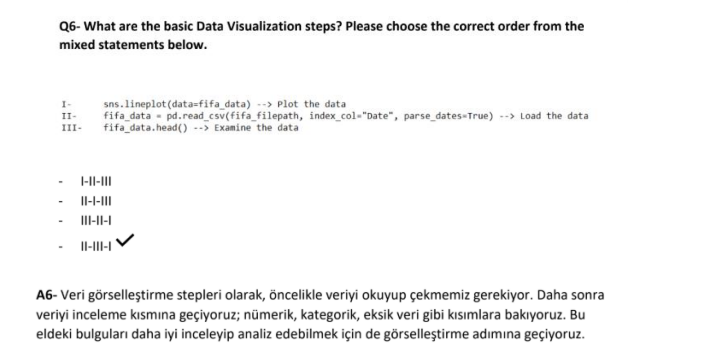 Q6- What are the basic Data Visualization steps? Please choose the correct order from the
mixed statements below.
I- sns.lineplot(data=fifa_data) --> Plot the data
II- fifa_data = pd.read_csv(fifa_filepath, index_col="Date", parse_dates=True) --> Load the data
III- fifa_data.head() --> Examine the data
- I-II-III
- II-I-III
- III-II-I
- II-III-I ✓
A6- Veri görselleştirme stepleri olarak, öncelikle veriyi okuyup çekmemiz gerekiyor. Daha sonra
veriyi inceleme kısmına geçiyoruz; nümerik, kategorik, eksik veri gibi kısımlara bakıyoruz. Bu
eldeki bulguları daha iyi inceleyip analiz edebilmek için de görselleştirme adımına geçiyoruz.